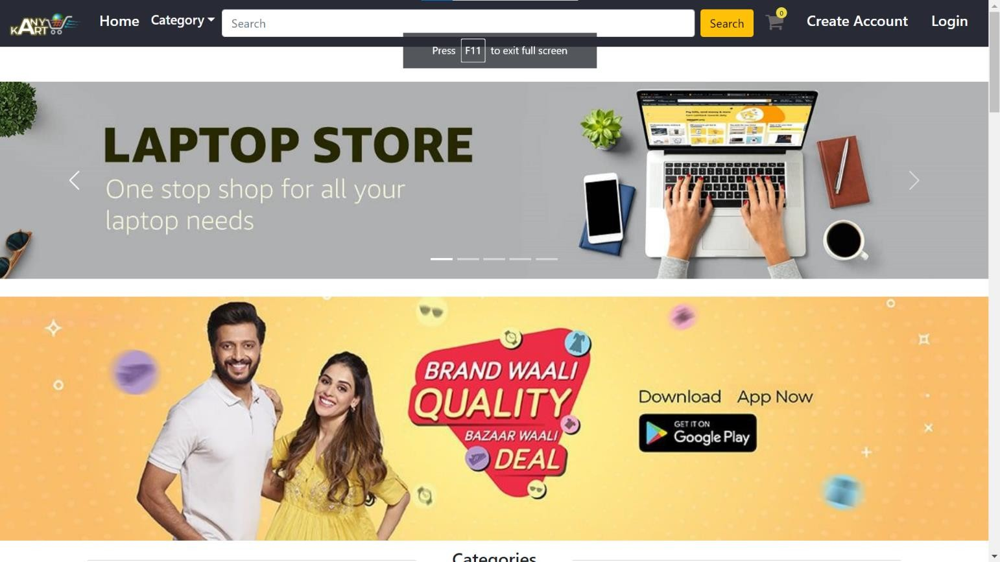 ANY
KART
Home
Category
Search
Search
0
Create Account
Login
Press F11 to exit full screen
LAPTOP STORE
One stop shop for all your
laptop needs
BRAND WAALI
QUALITY
BAZAAR WAALI
DEAL
Download App Now
GET IT ON
Google Play
Categories